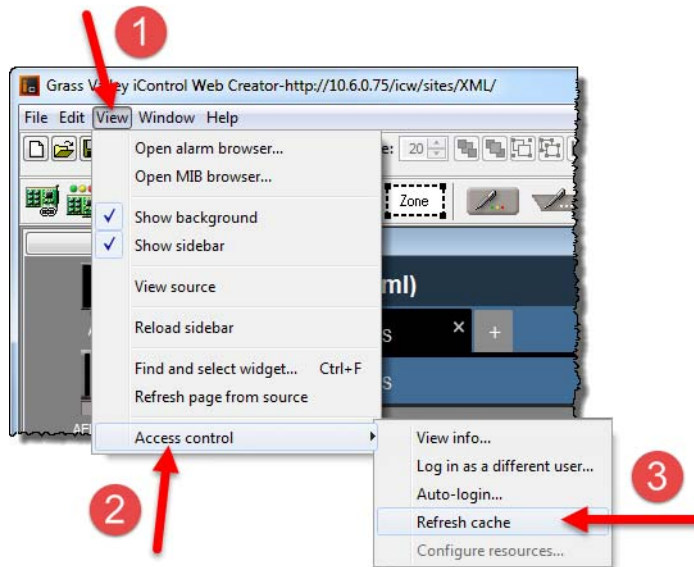 1
Grass Valley iControl Web Creator-http://10.6.0.75/icw/sites/XML/
File Edit View Window Help
Open alarm browser...
Open MIB browser...
Show background
Show sidebar
View source
Reload sidebar
Find and select widget... Ctrl+F
Refresh page from source
Access control
e: 20
Zone
ml)
s × +
s
View info...
Log in as a different user...
Auto-login...
Refresh cache
Configure resources...
2
3